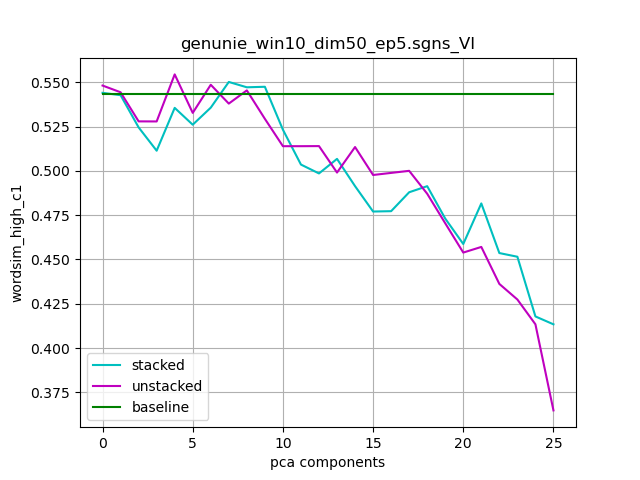 genunie_win10_dim50_ep5.sgns_VI
wordsim_high_c1
0.550
0.525
0.500
0.475
0.450
0.425
0.400
0.375
stacked
unstacked
baseline
0 5 10 15 20 25
pca components